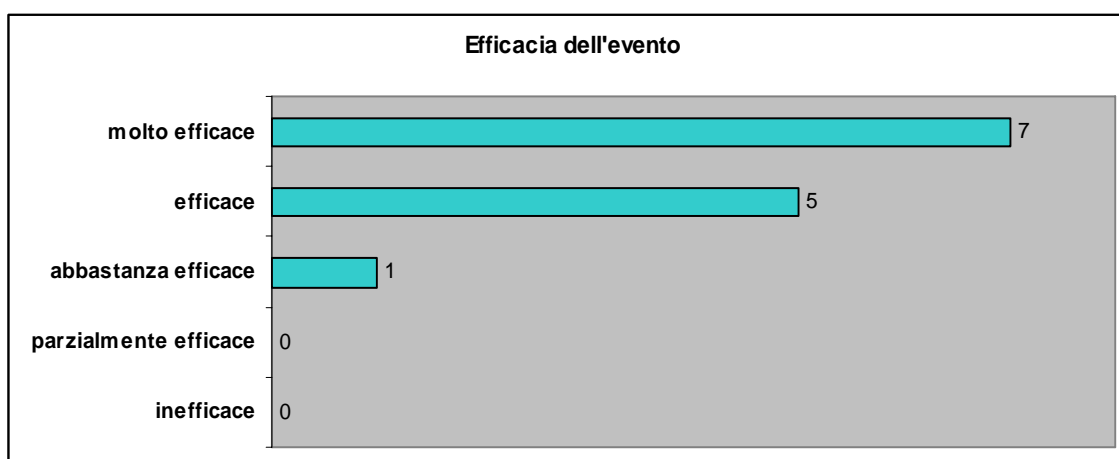 Efficacia dell'evento
molto efficace 7
efficace 5
abbastanza efficace 1
parzialmente efficace 0
inefficace 0